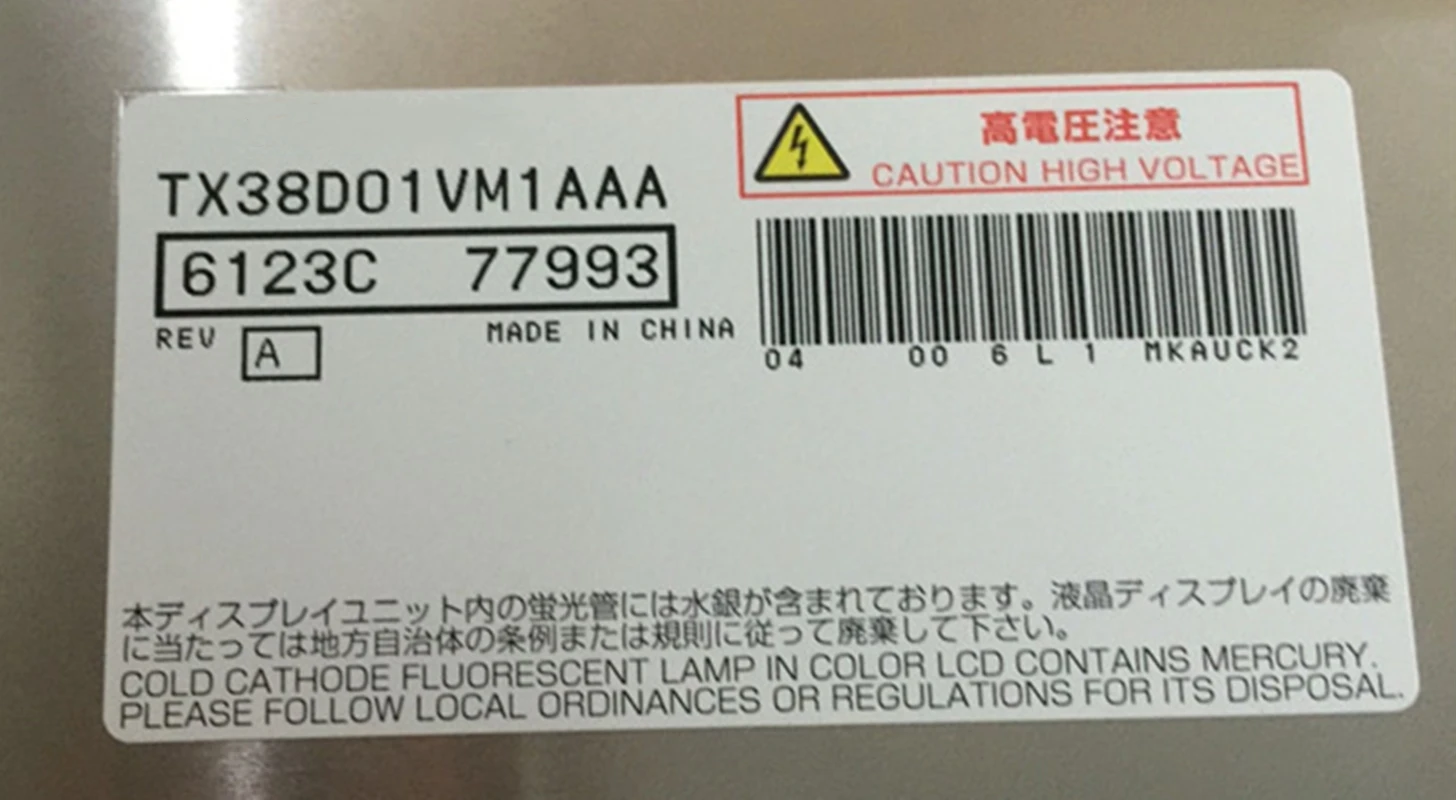 高電圧注意
CAUTION HIGH VOLTAGE
TX38D01VM1AAA
6123C 77993
REV A MADE IN CHINA
04 00 6 L 1 MKAUCK2
本ディスプレイユニット内の蛍光管には水銀が含まれております。液晶ディスプレイの廃棄
に当たっては地方自治体の条例または規則に従って廃棄して下さい。
COLD CATHODE FLUORESCENT LAMP IN COLOR LCD CONTAINS MERCURY.
PLEASE FOLLOW LOCAL ORDINANCES OR REGULATIONS FOR ITS DISPOSAL.